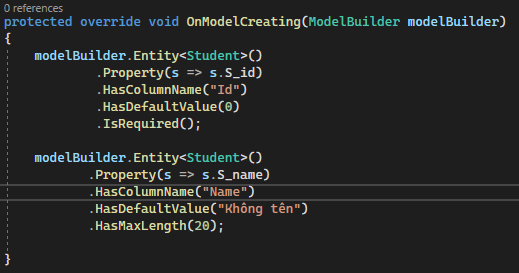 0 references
protected override void OnModelCreating(ModelBuilder modelBuilder)
{
modelBuilder.Entity<Student>()
.Property(s => s.S_id)
.HasColumnName("Id")
.HasDefaultValue(0)
.IsRequired();
modelBuilder.Entity<Student>()
.Property(s => s.S_name)
.HasColumnName("Name")
.HasDefaultValue("Không tên")
.HasMaxLength(20);
}